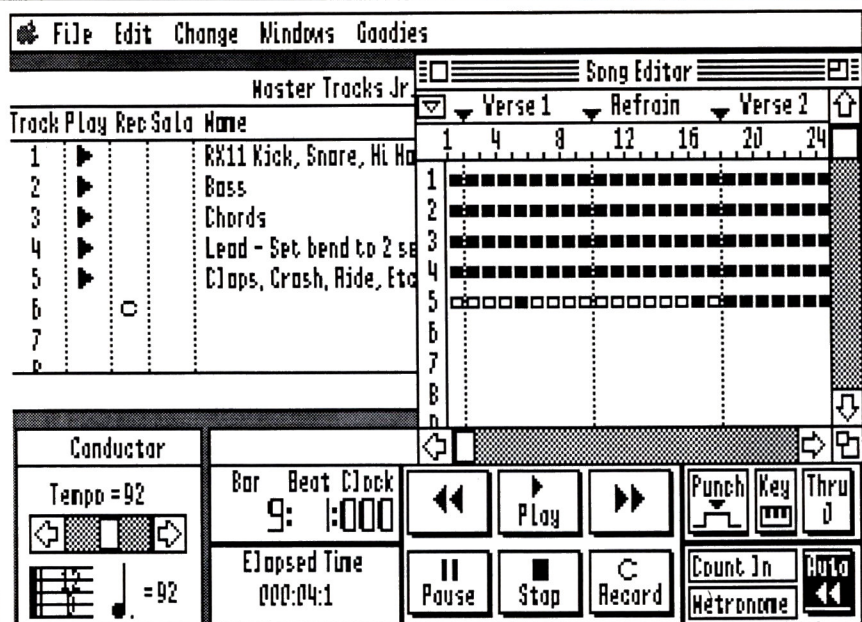 File Edit Change Windows Goodies
Master Tracks Jr.
Song Editor
Verse 1 Refrain Verse 2
1 4 8 12 16 20 24
Track Play Rec Solo Name
1 RX11 Kick, Snare, Hi Ha
2 Bass
3 Chords
4 Lead - Set bend to 2 se
5 Claps, Crash, Ride, Etc
6 C
7
1
2
3
4
5
6
7
8
Conductor
Tempo = 92
= 92
Bar Beat Clock
9: 1:000
Elapsed Time
000:04:1
Play
Pause Stop Record
Punch Key Thru
Count In
Metronome
Auto